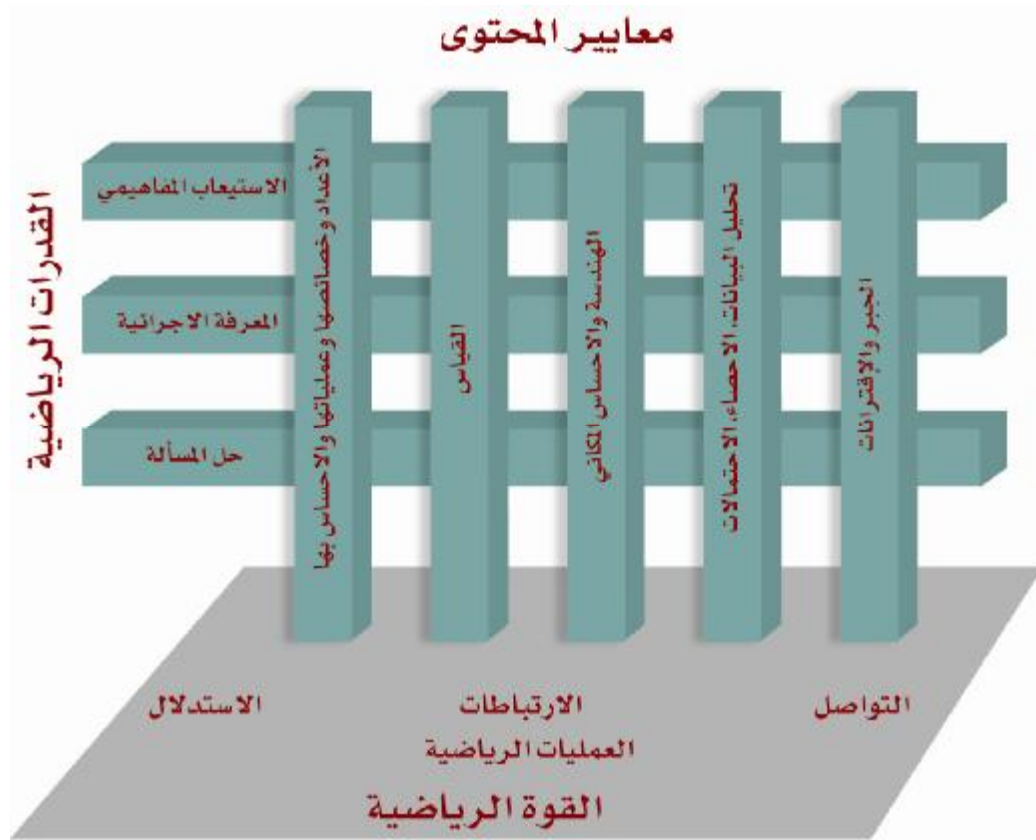 معايير المحتوى
القدرات الرياضية
الاستيعاب المفاهيمي
المعرفة الاجرائية
حل المسألة
الأعداد وخصائصها وعملياتها والاحساس بها
القياس
الهندسة والاحساس المكاني
تحليل البيانات، الاحصاء، الاحتمالات
الجبر والإقترانات
التواصل
الارتباطات
الاستدلال
العمليات الرياضية
القوة الرياضية